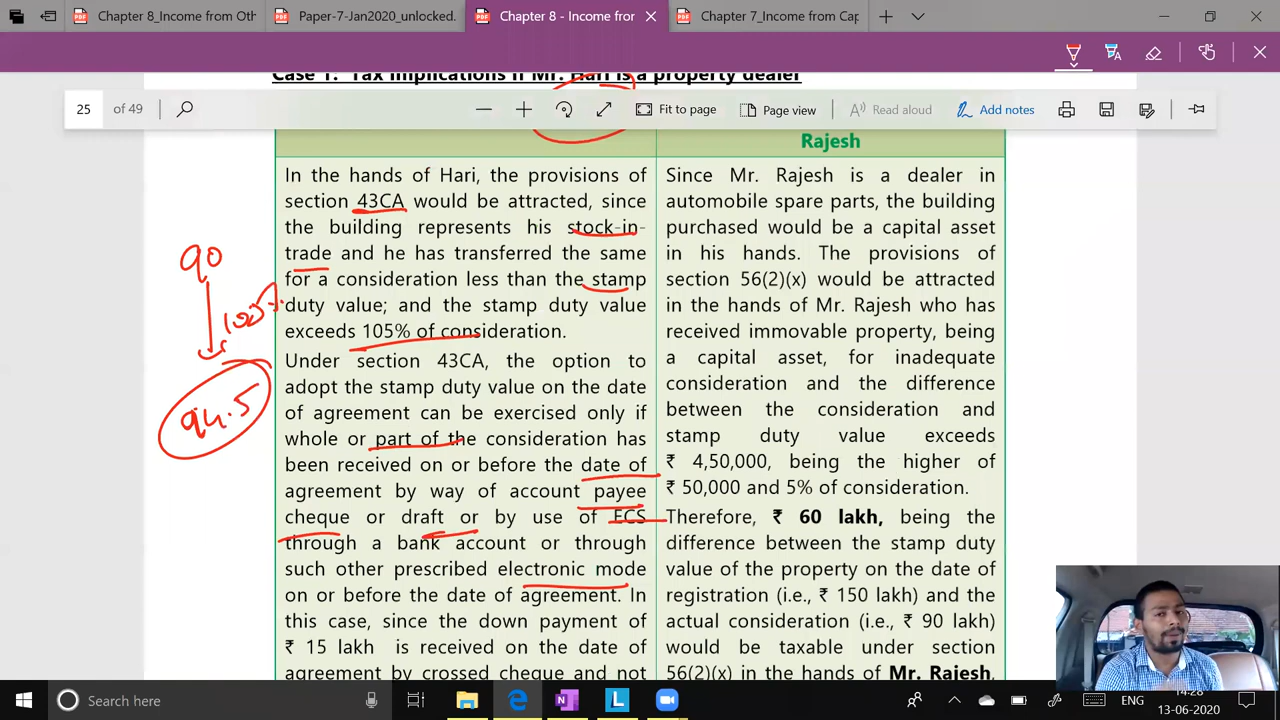 Chapter 8_Income from Oth
Paper-7-Jan2020_unlocked.
Chapter 8 - Income fror
Chapter 7_Income from Cap
Case 1: Tax implications if Mr. Hari is a property dealer
25 of 49
Fit to page
Page view
Read aloud
Add notes
Rajesh
In the hands of Hari, the provisions of
section 43CA would be attracted, since
the building represents his stock-in-
trade and he has transferred the same
for a consideration less than the stamp
duty value; and the stamp duty value
exceeds 105% of consideration.
Under section 43CA, the option to
adopt the stamp duty value on the date
of agreement can be exercised only if
whole or part of the consideration has
been received on or before the date of
agreement by way of account payee
cheque or draft or by use of ECS
through a bank account or through
such other prescribed electronic mode
on or before the date of agreement. In
this case, since the down payment of
₹ 15 lakh is received on the date of
agreement by crossed cheque and not
Since Mr. Rajesh is a dealer in
automobile spare parts, the building
purchased would be a capital asset
in his hands. The provisions of
section 56(2)(x) would be attracted
in the hands of Mr. Rajesh who has
received immovable property, being
a capital asset, for inadequate
consideration and the difference
between the consideration and
stamp duty value exceeds
₹ 4,50,000, being the higher of
₹ 50,000 and 5% of consideration.
Therefore, ₹ 60 lakh, being the
difference between the stamp duty
value of the property on the date of
registration (i.e., ₹ 150 lakh) and the
actual consideration (i.e., ₹ 90 lakh)
would be taxable under section
56(2)(x) in the hands of Mr. Rajesh,
90
105%
94.5
Search
ENG
14:28
13-06-2020